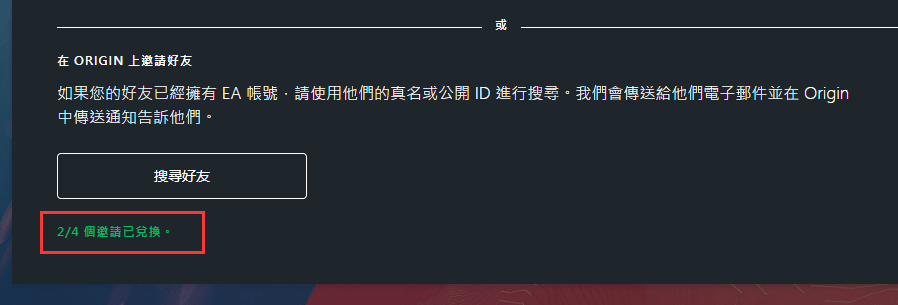 或
在 ORIGIN 上邀請好友
如果您的好友已經擁有 EA 帳號，請使用他們的真名或公開 ID 進行搜尋。我們會傳送給他們電子郵件並在 Origin
中傳送通知告訴他們。
搜尋好友
2/4 個邀請已兌換。